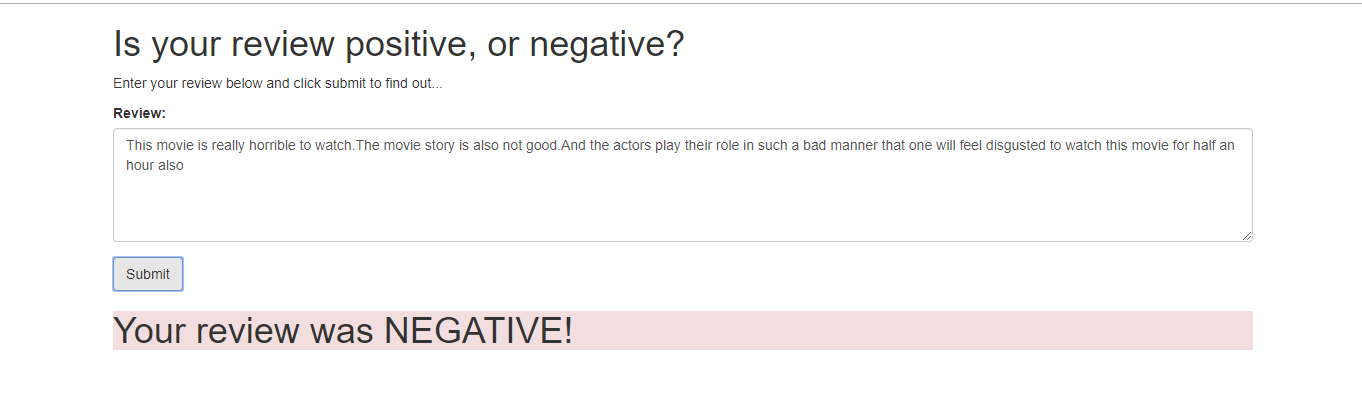 Is your review positive, or negative?
Enter your review below and click submit to find out...
Review:
This movie is really horrible to watch.The movie story is also not good.And the actors play their role in such a bad manner that one will feel disgusted to watch this movie for half an
hour also
Submit
Your review was NEGATIVE!